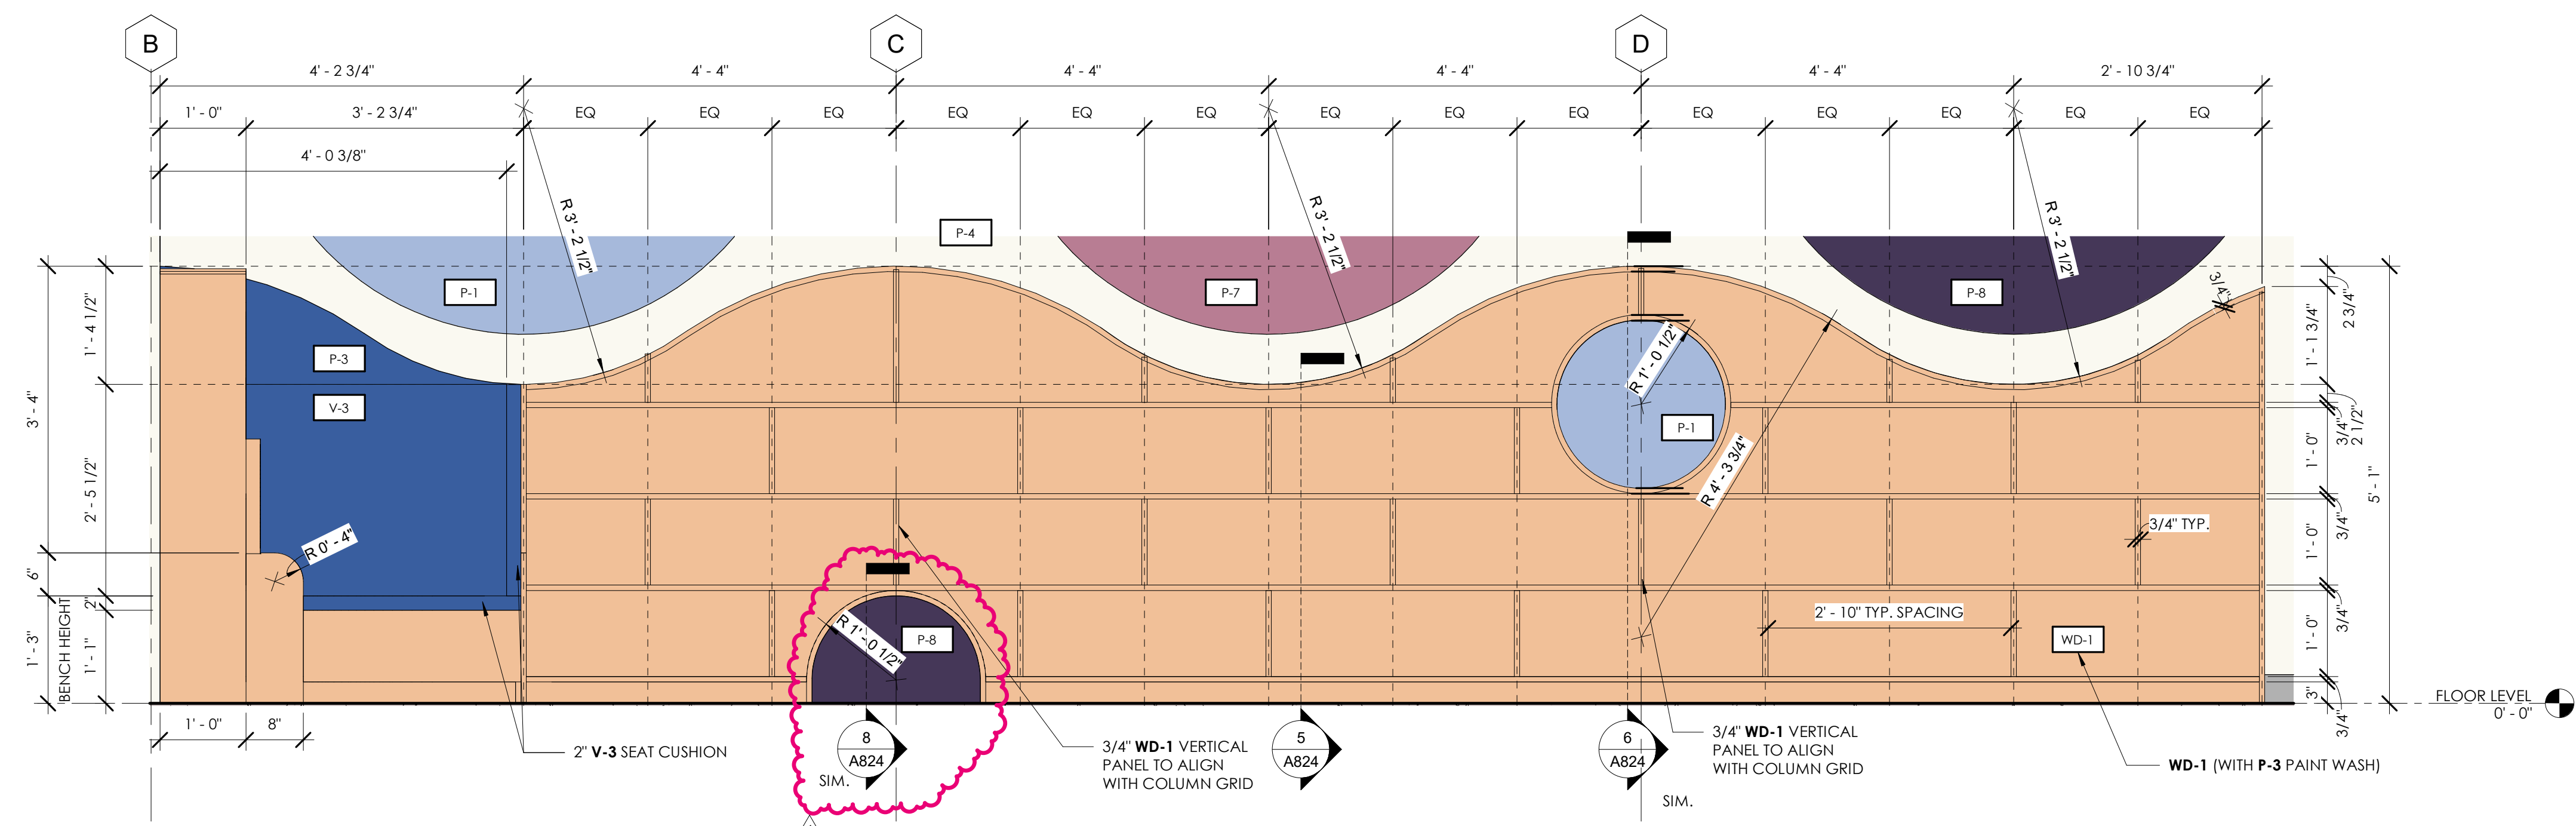 B
C
D
4' - 2 3/4"
4' - 4"
4' - 4"
4' - 4"
4' - 4"
2' - 10 3/4"
1' - 0"
3' - 2 3/4"
EQ
EQ
EQ
EQ
EQ
EQ
EQ
EQ
EQ
EQ
EQ
EQ
EQ
EQ
4' - 0 3/8"
R 3' - 2 1/2"
R 3' - 2 1/2"
R 3' - 2 1/2"
P-4
P-1
P-7
P-8
3/4"
2 3/4"
1' - 4 1/2"
1' - 1 3/4"
P-3
R 1' - 0 1/2"
V-3
3' - 4"
P-1
3/4"
2 1/2"
1' - 0"
2' - 5 1/2"
R 4' - 3 3/4"
5' - 1"
3/4" TYP.
3/4"
R 0' - 4"
1' - 0"
6"
2"
2' - 10" TYP. SPACING
3/4"
1' - 0"
R 1' - 0 1/2"
P-8
WD-1
1' - 3"
BENCH HEIGHT
1' - 1"
3"
3/4"
FLOOR LEVEL
0' - 0"
1' - 0"
8"
2" V-3 SEAT CUSHION
8
A824
SIM.
3/4" WD-1 VERTICAL
PANEL TO ALIGN
WITH COLUMN GRID
5
A824
6
A824
SIM.
3/4" WD-1 VERTICAL
PANEL TO ALIGN
WITH COLUMN GRID
WD-1 (WITH P-3 PAINT WASH)